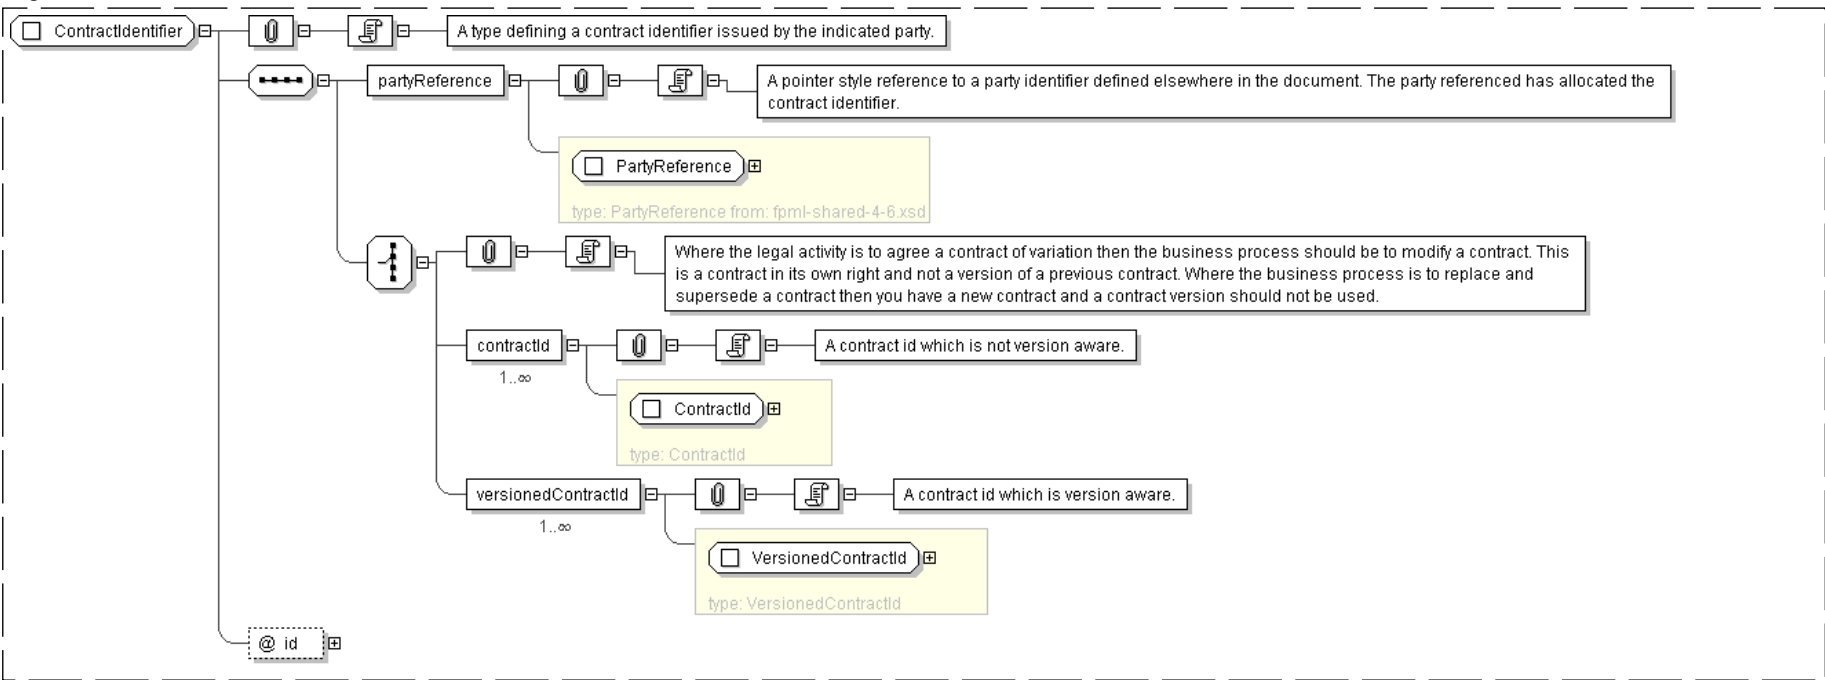 ContractIdentifier
A type defining a contract identifier issued by the indicated party.
partyReference
A pointer style reference to a party identifier defined elsewhere in the document. The party referenced has allocated the
contract identifier.
PartyReference
type: PartyReference from: fpml-shared-4-6.xsd
Where the legal activity is to agree a contract of variation then the business process should be to modify a contract. This
is a contract in its own right and not a version of a previous contract. Where the business process is to replace and
supersede a contract then you have a new contract and a contract version should not be used.
contractId
A contract id which is not version aware.
1..∞
ContractId
type: ContractId
versionedContractId
A contract id which is version aware.
1..∞
VersionedContractId
type: VersionedContractId
@ id